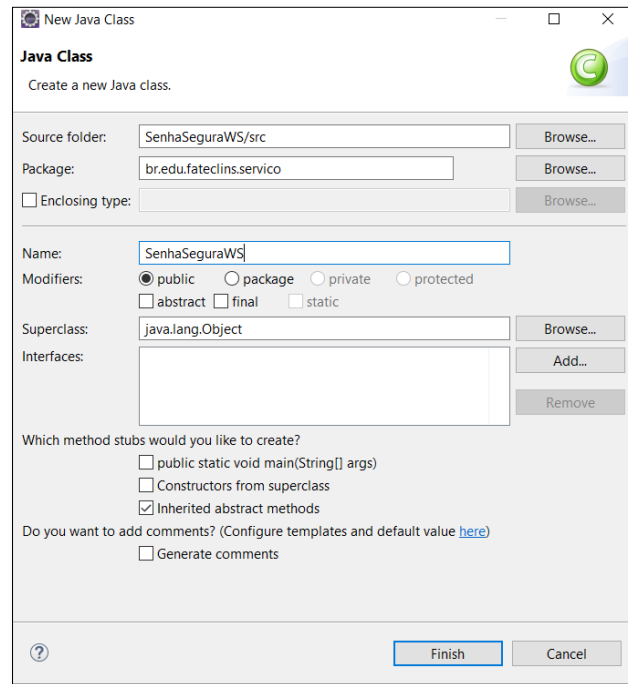 New Java Class
Java Class
Create a new Java class.
Source folder: SenhaSeguraWS/src Browse...
Package: br.edu.fateclins.servico Browse...
Enclosing type: Browse...
Name: SenhaSeguraWS
Modifiers: public package private protected
abstract final static
Superclass: java.lang.Object Browse...
Interfaces: Add...
Remove
Which method stubs would you like to create?
public static void main(String[] args)
Constructors from superclass
Inherited abstract methods
Do you want to add comments? (Configure templates and default value here)
Generate comments
Finish Cancel